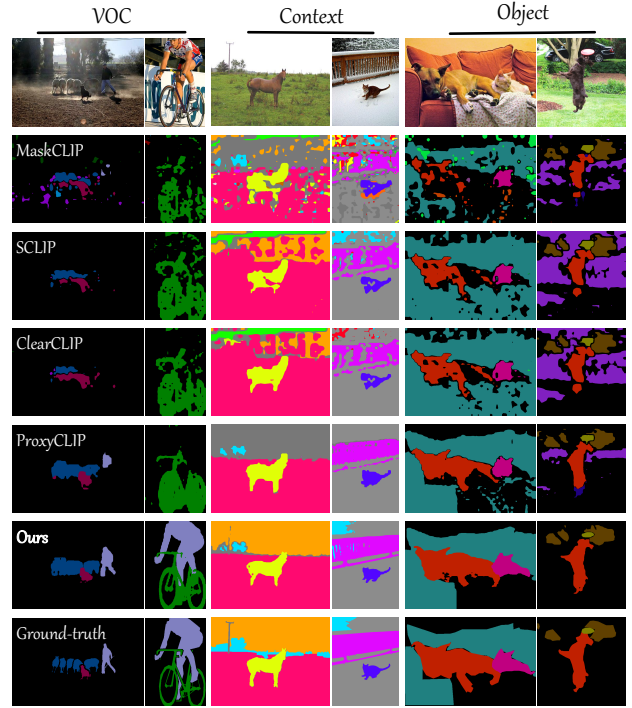 VOC Context Object
MaskCLIP
SCLIP
ClearCLIP
ProxyCLIP
Ours
Ground-truth